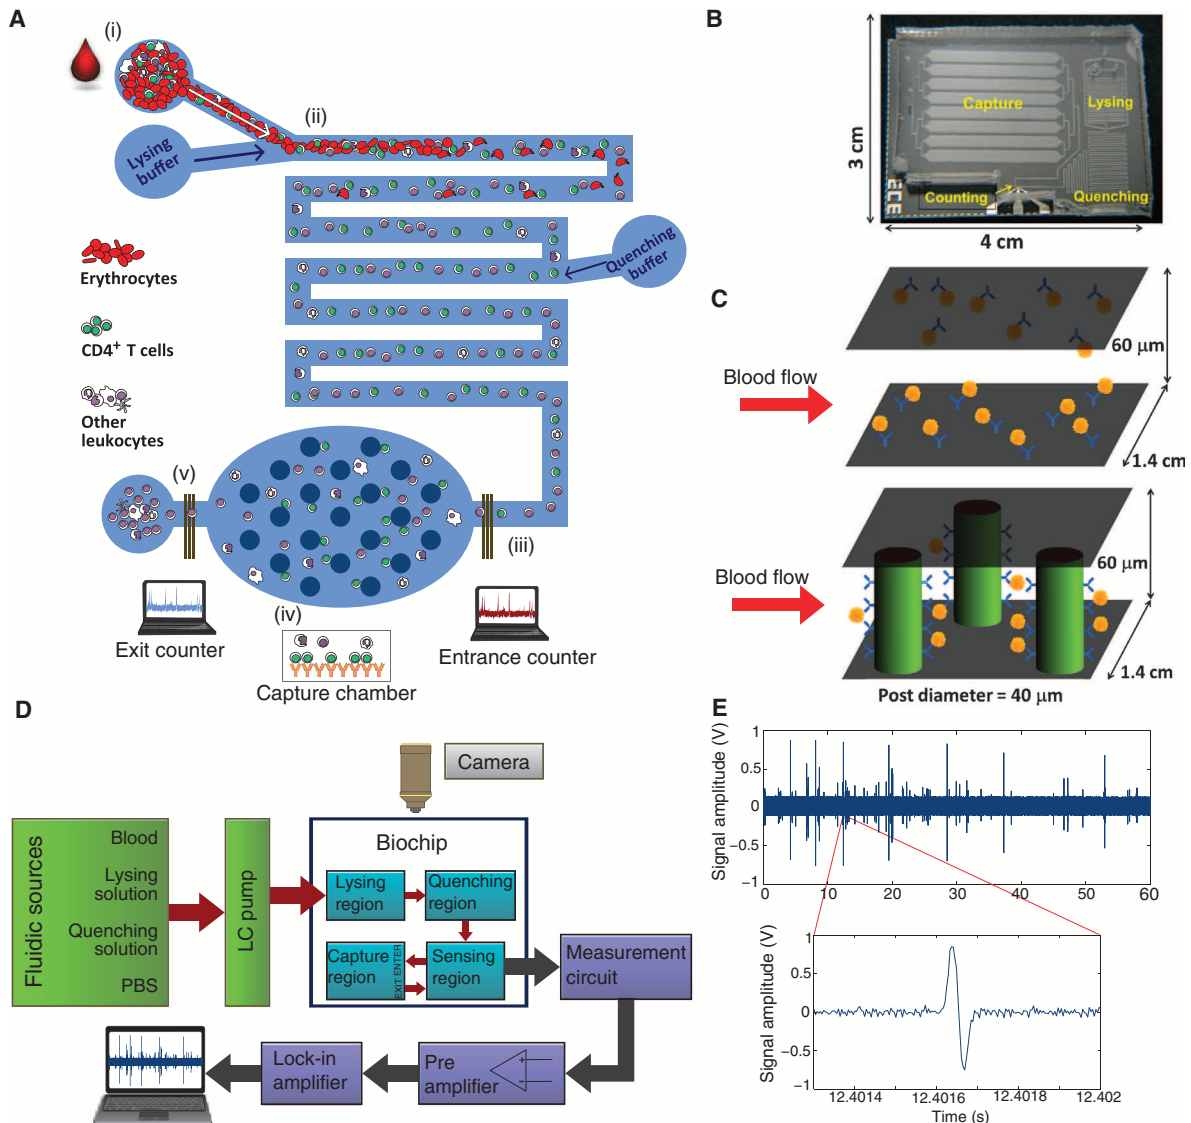 A
(i)
(ii)
Lysing
buffer
Quenching
buffer
Erythrocytes
CD4+ T cells
Other
leukocytes
(v)
(iii)
(iv)
Exit counter
Capture chamber
Entrance counter
B
3 cm
Capture
Lysing
Counting
Quenching
ECE
4 cm
C
60 μm
Blood flow
1.4 cm
60 μm
Blood flow
1.4 cm
Post diameter = 40 μm
D
Camera
Fluidic sources
Blood
Lysing
solution
Quenching
solution
PBS
LC pump
Biochip
Lysing
region
Quenching
region
Capture
region
EXIT ENTER
Sensing
region
Measurement
circuit
Lock-in
amplifier
Pre
amplifier
+
-
E
Signal amplitude (V)
1
0.5
0
−0.5
−1
0 10 20 30 40 50 60
Signal amplitude (V)
1
0.5
0
−0.5
−1
12.4014 12.4016 12.4018 12.402
Time (s)